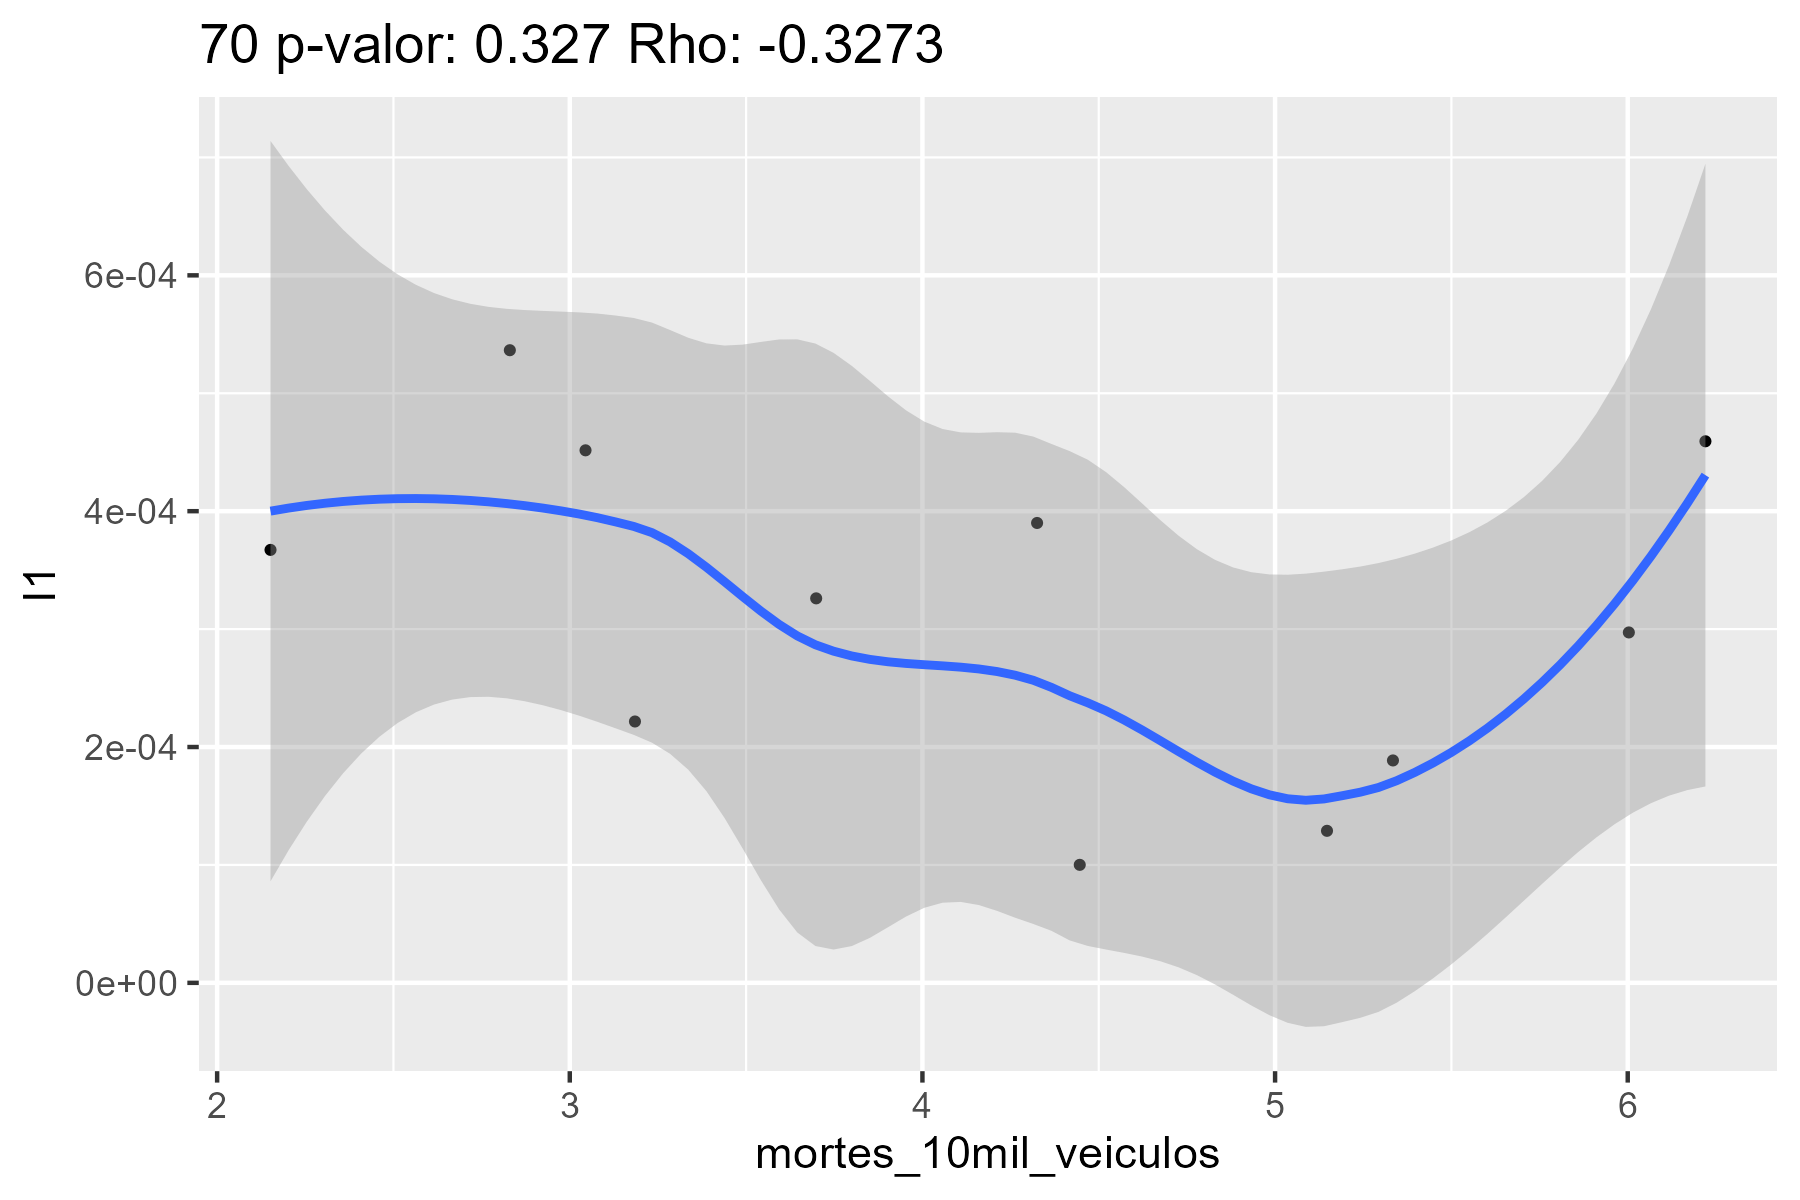 70 p-valor: 0.327 Rho: -0.3273
6e-04
4e-04
2e-04
0e+00
I1
2 3 4 5 6
mortes_10mil_veiculos